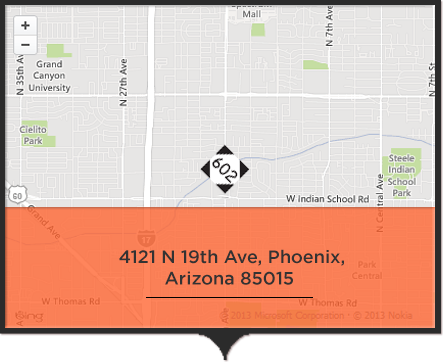 Spectrum
Mall
+
−
N 35th Av
Grand
Canyon
University
N 27th Ave
N 7th Ave
N 7th St
Cielito
Park
602
Steele
Indian
School
Park
60
W Indian School Rd
N Central Ave
Grand Ave
17
4121 N 19th Ave, Phoenix,
Arizona 85015
Park
Central
W Thomas Rd
W Thomas Rd
bing
© 2013 Microsoft Corporation
© 2013 Nokia